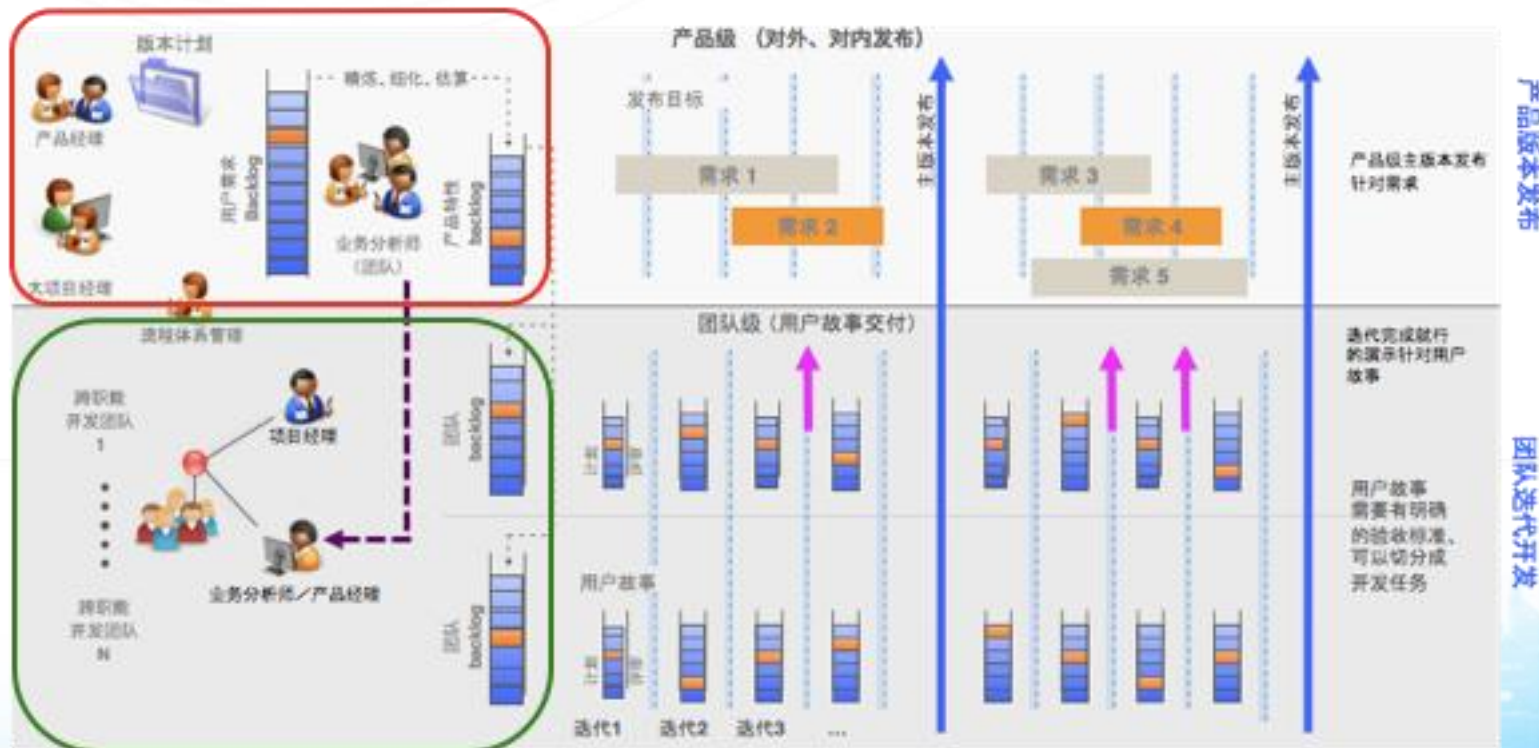 版本计划
产品经理
大项目经理
用户需求
Backlog
精炼、细化、估算
业务分析师
(团队)
产品特性
backlog
流程体系管理
产品级 （对外、对内发布）
发布目标
需求 1
需求 2
主版本发布
需求 3
需求 4
需求 5
主版本发布
产品级主版本发布
针对需求
产品版本发布
跨职能
开发团队
1
项目经理
业务分析师／产品经理
跨职能
开发团队
N
团队
backlog
团队
backlog
团队级（用户故事交付）
计划
用户故事
计划
迭代1
迭代2
迭代3
...
迭代完成就行
的演示针对用户
故事
用户故事
需要有明确
的验收标准、
可以切分成
开发任务
团队迭代开发